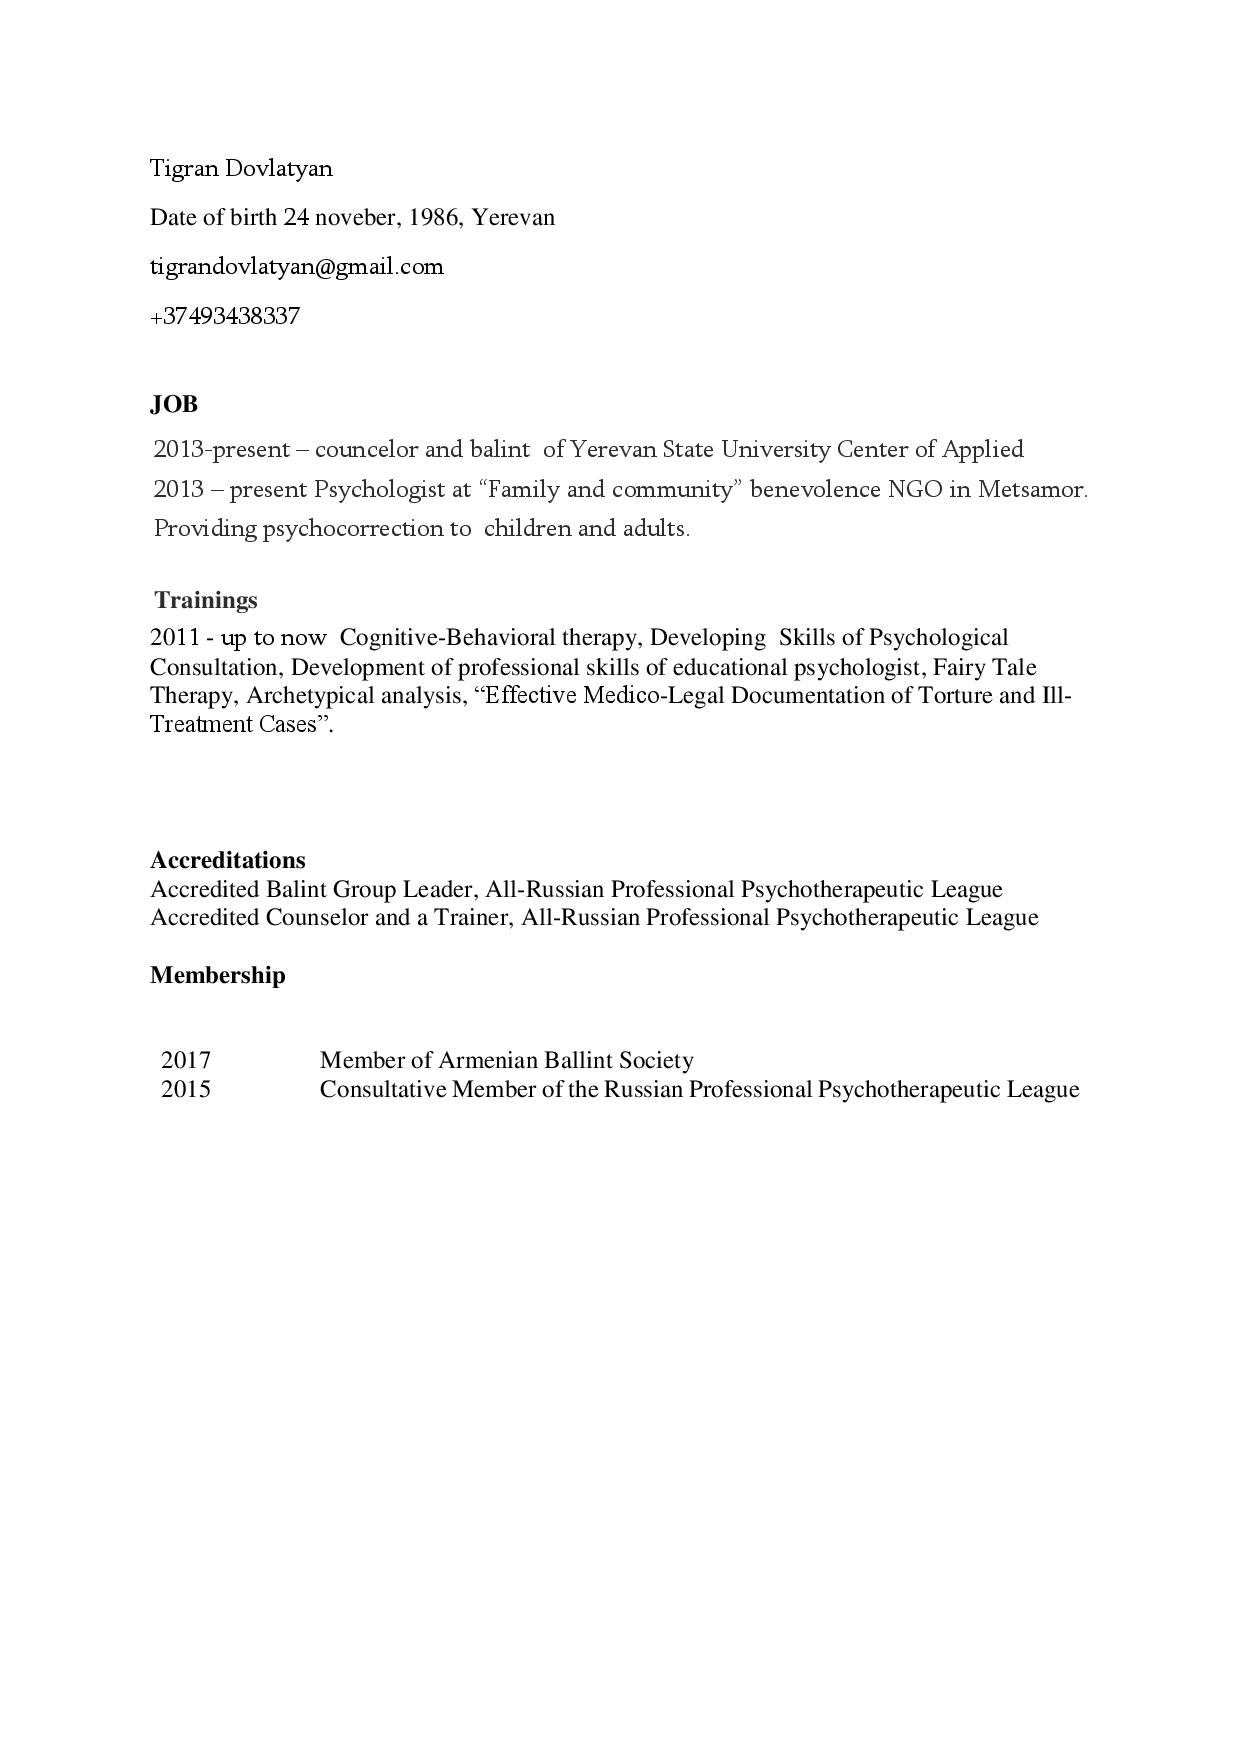 Tigran Dovlatyan
Date of birth 24 noveber, 1986, Yerevan
tigrandovlatyan@gmail.com
+37493438337
JOB
2013-present – councelor and balint of Yerevan State University Center of Applied
2013 – present Psychologist at “Family and community” benevolence NGO in Metsamor.
Providing psychocorrection to children and adults.
Trainings
2011 - up to now Cognitive-Behavioral therapy, Developing Skills of Psychological
Consultation, Development of professional skills of educational psychologist, Fairy Tale
Therapy, Archetypical analysis, “Effective Medico-Legal Documentation of Torture and Ill-
Treatment Cases”.
Accreditations
Accredited Balint Group Leader, All-Russian Professional Psychotherapeutic League
Accredited Counselor and a Trainer, All-Russian Professional Psychotherapeutic League
Membership
2017 Member of Armenian Ballint Society
2015 Consultative Member of the Russian Professional Psychotherapeutic League